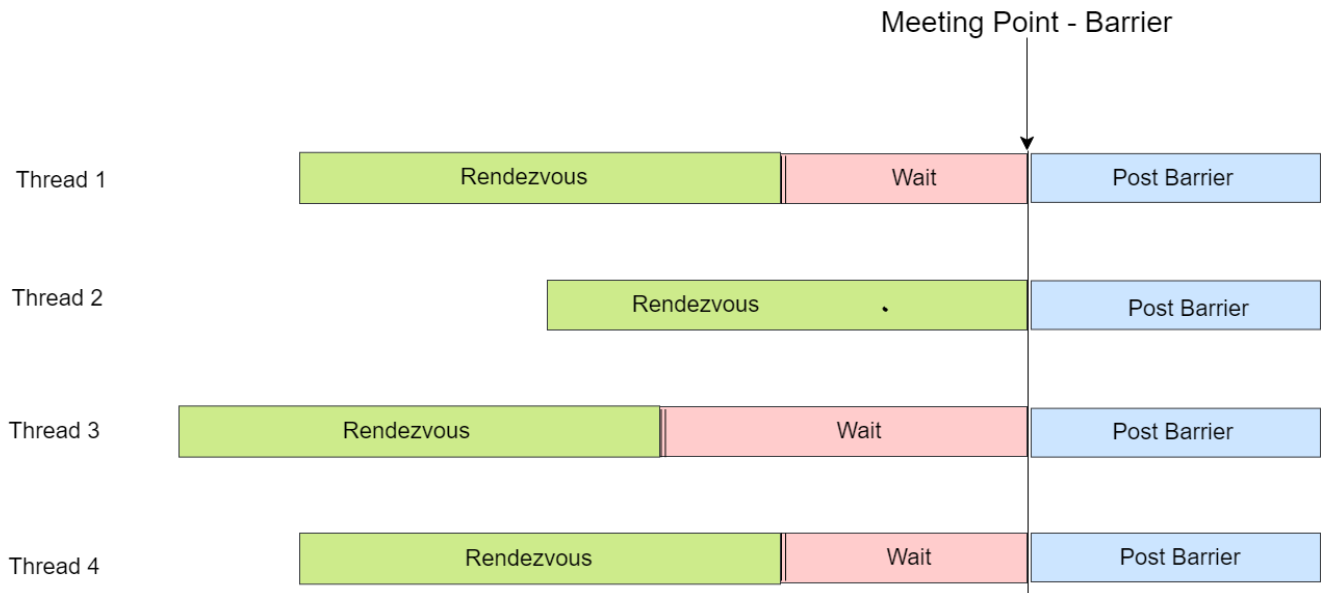 Meeting Point - Barrier
Thread 1 Rendezvous Wait Post Barrier
Thread 2 Rendezvous Post Barrier
Thread 3 Rendezvous Wait Post Barrier
Thread 4 Rendezvous Wait Post Barrier